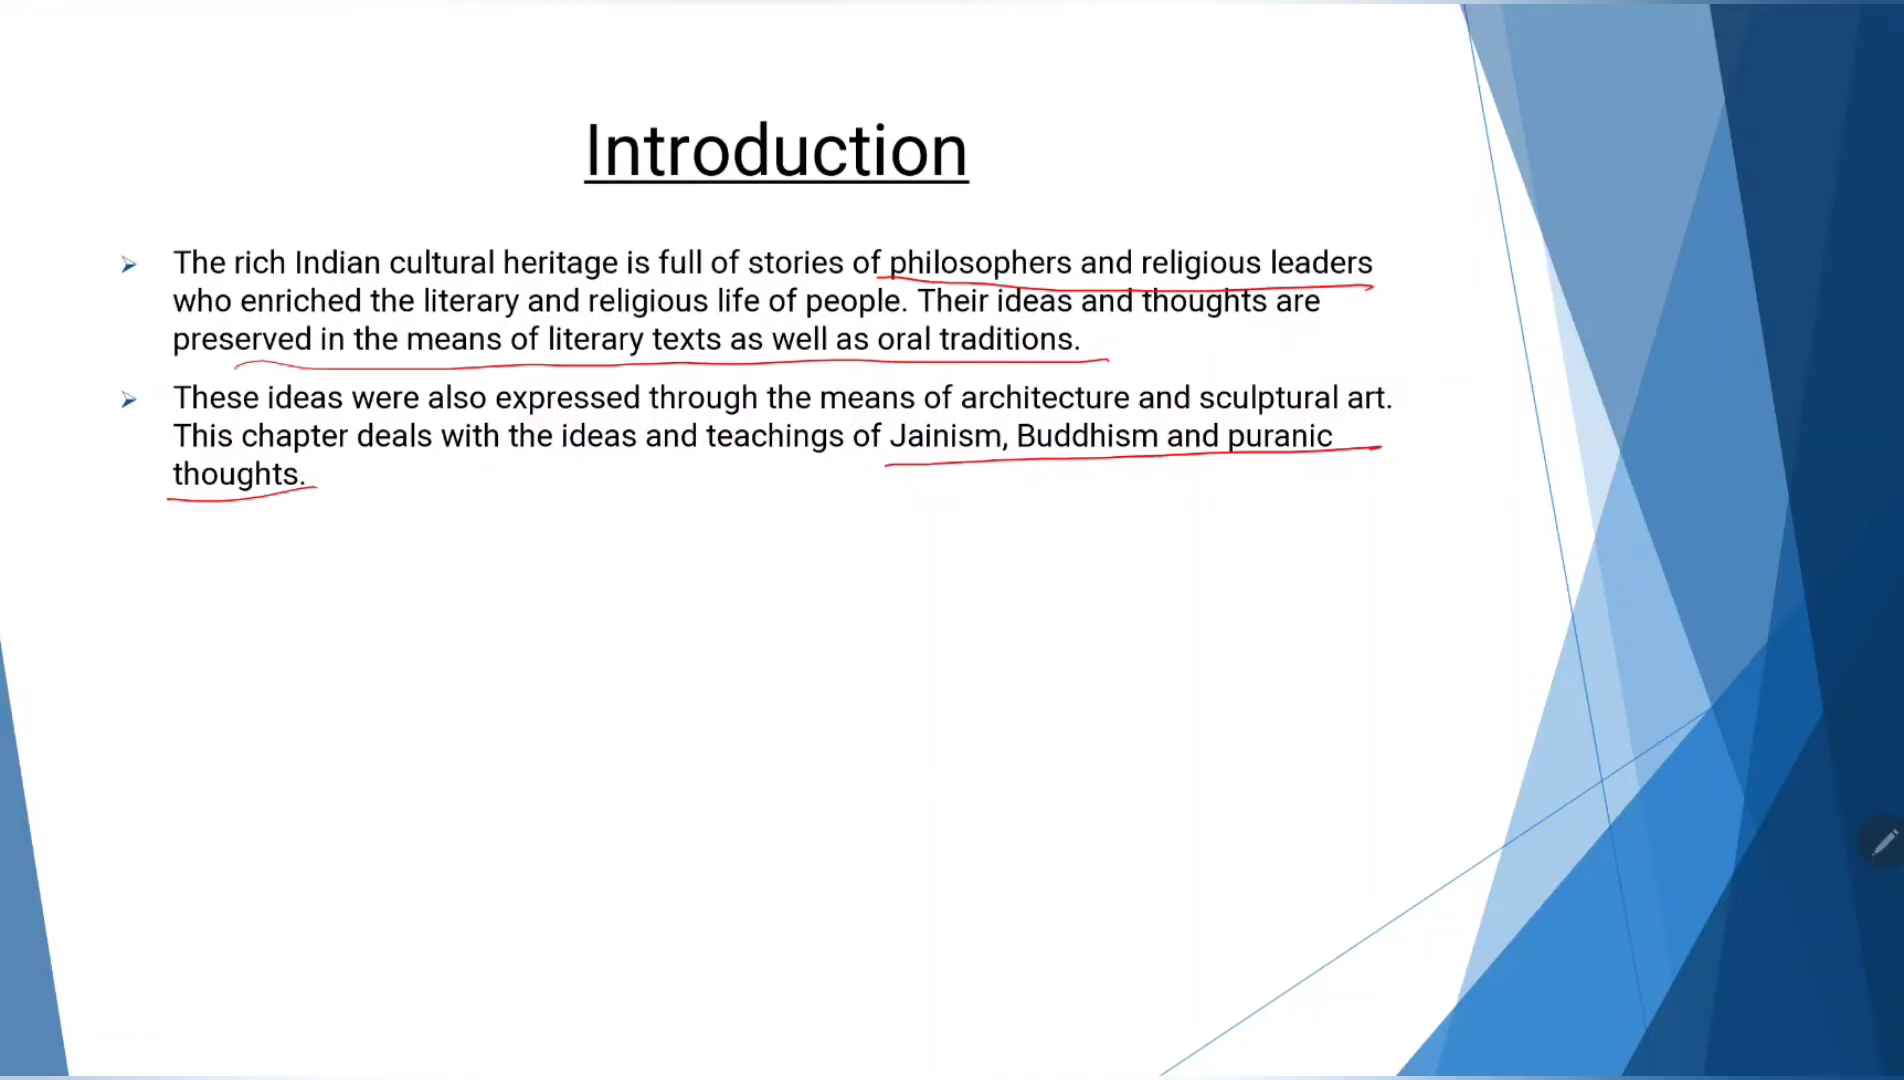 Introduction
The rich Indian cultural heritage is full of stories of philosophers and religious leaders
who enriched the literary and religious life of people. Their ideas and thoughts are
preserved in the means of literary texts as well as oral traditions.
These ideas were also expressed through the means of architecture and sculptural art.
This chapter deals with the ideas and teachings of Jainism, Buddhism and puranic
thoughts.